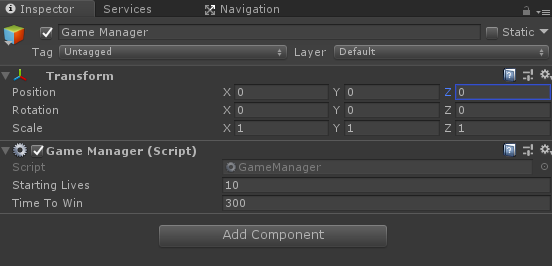 Inspector Services Navigation
Game Manager Static
Tag Untagged Layer Default
Transform
Position X 0 Y 0 Z 0
Rotation X 0 Y 0 Z 0
Scale X 1 Y 1 Z 1
Game Manager (Script)
Script GameManager
Starting Lives 10
Time To Win 300
Add Component